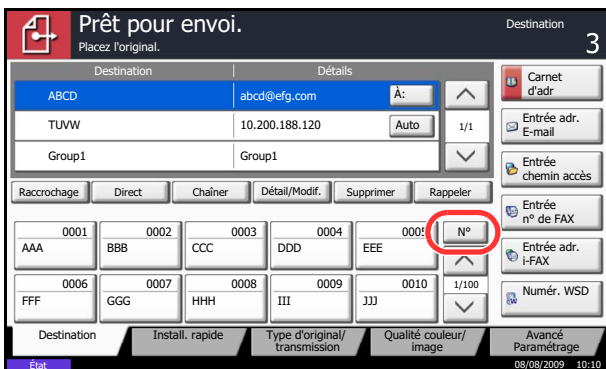 Prêt pour envoi.
Placez l'original.
Destination
3
Destination Détails
ABCD abcd@efg.com À:
TUVW 10.200.188.120 Auto
Group1 Group1
1/1
Carnet
d'adr
Entrée adr.
E-mail
Entrée
chemin accès
Entrée
n° de FAX
Entrée adr.
i-FAX
Numér. WSD
Raccrochage Direct Chaîner Détail/Modif. Supprimer Rappeler
0001 0002 0003 0004 0005 N°
AAA BBB CCC DDD EEE
0006 0007 0008 0009 0010 1/100
FFF GGG HHH III JJJ
Destination
Install. rapide
Type d'original/
transmission
Qualité couleur/
image
Avancé
Paramétrage
État 08/08/2009 10:10